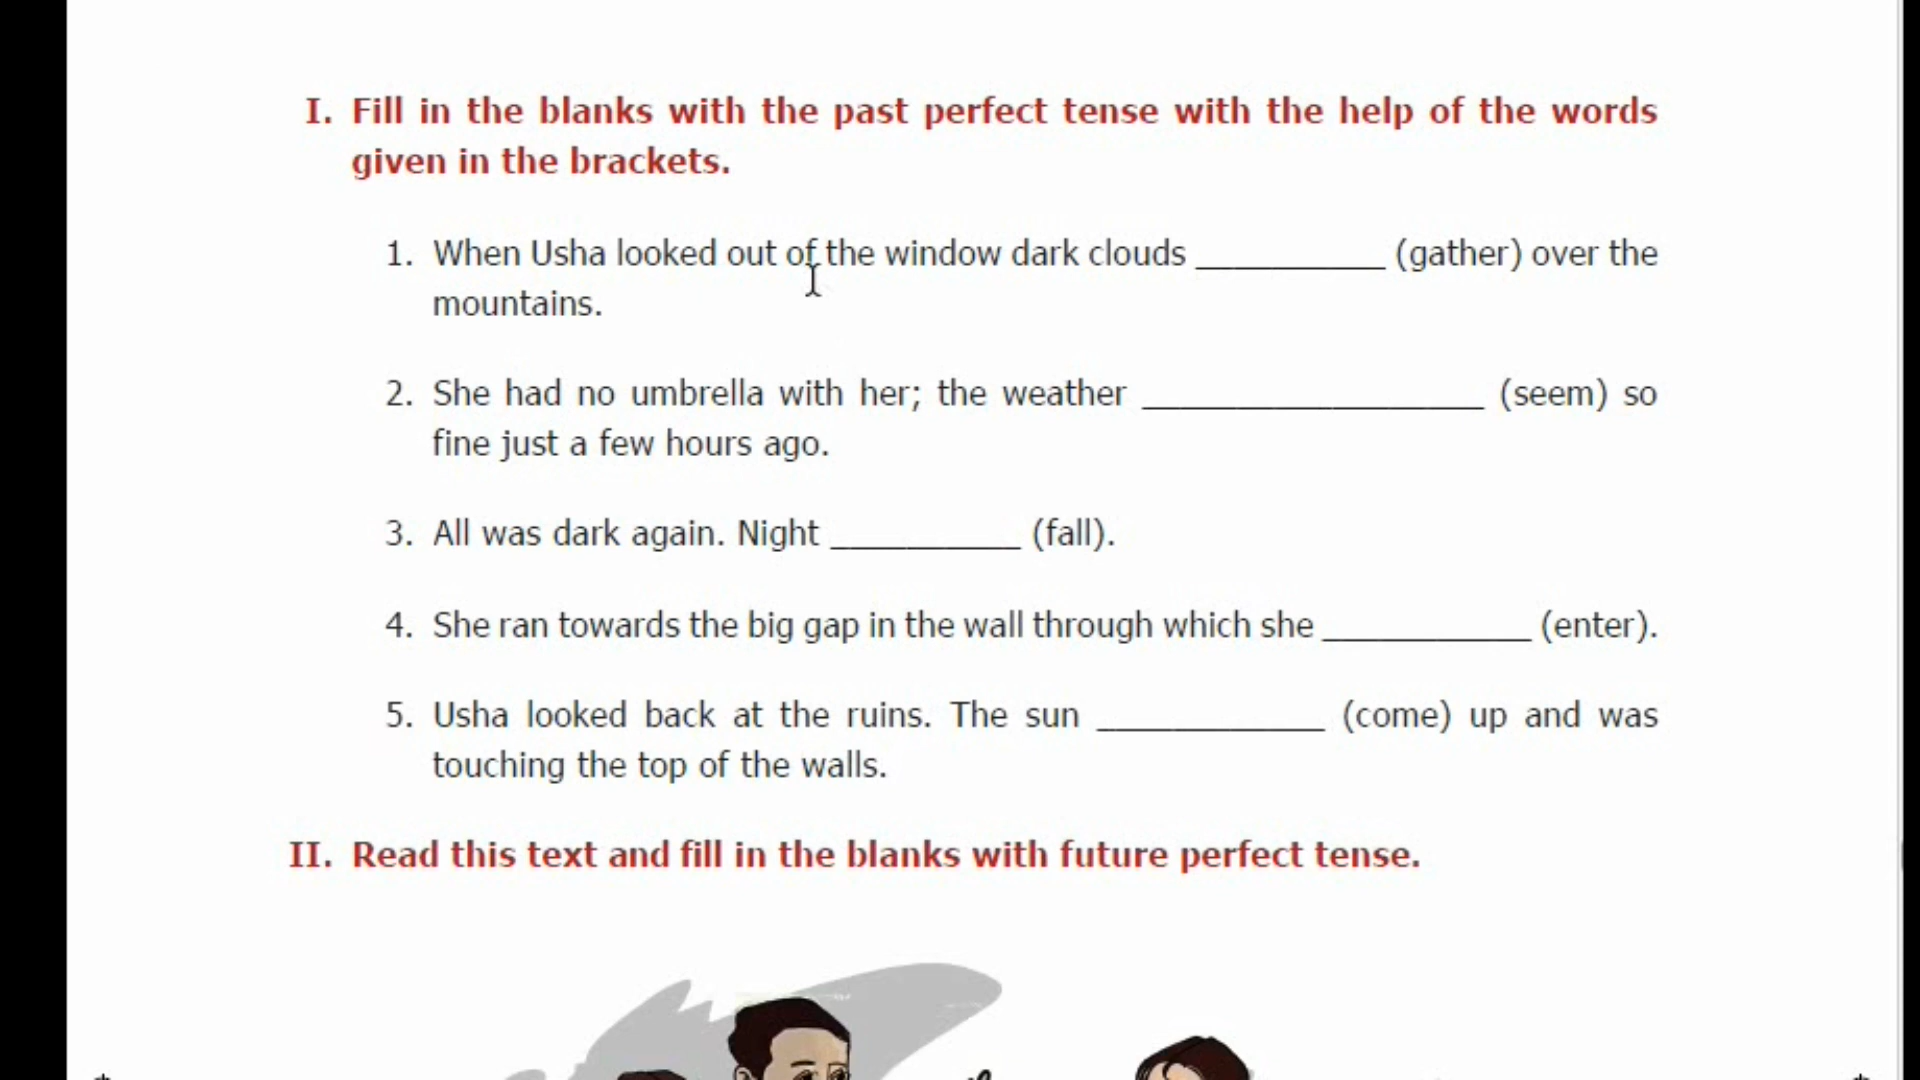 I. Fill in the blanks with the past perfect tense with the help of the words
given in the brackets.
1. When Usha looked out of the window dark clouds __________ (gather) over the
mountains.
2. She had no umbrella with her; the weather __________________ (seem) so
fine just a few hours ago.
3. All was dark again. Night __________ (fall).
4. She ran towards the big gap in the wall through which she ___________ (enter).
5. Usha looked back at the ruins. The sun ____________ (come) up and was
touching the top of the walls.
II. Read this text and fill in the blanks with future perfect tense.